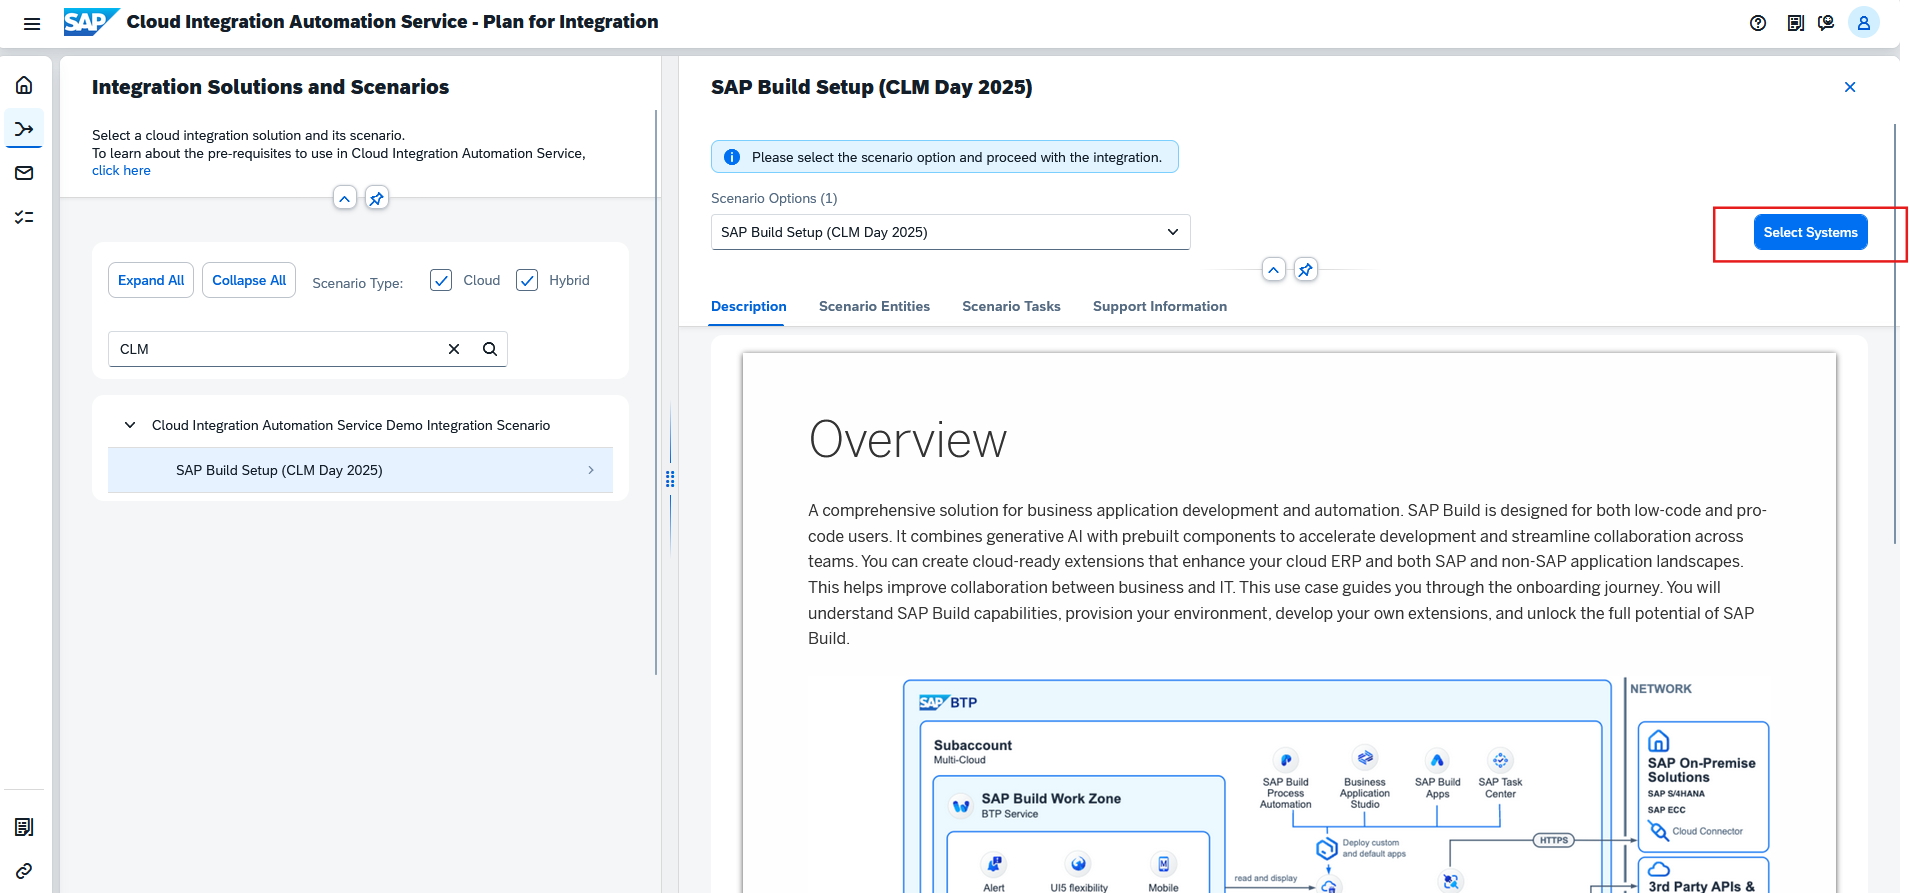 SAP Cloud Integration Automation Service - Plan for Integration
Integration Solutions and Scenarios
Select a cloud integration solution and its scenario.
To learn about the pre-requisites to use in Cloud Integration Automation Service,
click here
Expand All
Collapse All
Scenario Type:
Cloud
Hybrid
CLM
Cloud Integration Automation Service Demo Integration Scenario
SAP Build Setup (CLM Day 2025)
SAP Build Setup (CLM Day 2025)
Please select the scenario option and proceed with the integration.
Scenario Options (1)
SAP Build Setup (CLM Day 2025)
Select Systems
Description
Scenario Entities
Scenario Tasks
Support Information
Overview
A comprehensive solution for business application development and automation. SAP Build is designed for both low-code and pro-
code users. It combines generative AI with prebuilt components to accelerate development and streamline collaboration across
teams. You can create cloud-ready extensions that enhance your cloud ERP and both SAP and non-SAP application landscapes.
This helps improve collaboration between business and IT. This use case guides you through the onboarding journey. You will
understand SAP Build capabilities, provision your environment, develop your own extensions, and unlock the full potential of SAP
Build.
SAP BTP
Subaccount
Multi-Cloud
SAP Build Work Zone
BTP Service
Alert
UI5 flexibility
Mobile
SAP Build
Process
Automation
Business
Application
Studio
SAP Build
Apps
SAP Task
Center
Deploy custom
and default apps
read and display
HTTPS
NETWORK
SAP On-Premise
Solutions
SAP S/4HANA
SAP ECC
Cloud Connector
3rd Party APIs &